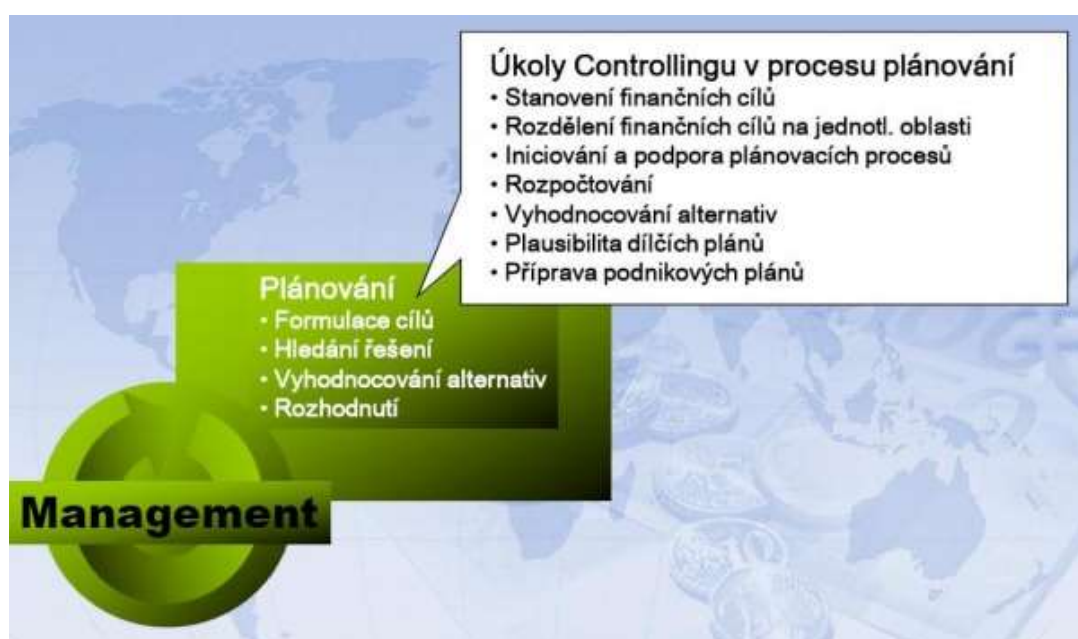 Úkoly Controllingu v procesu plánování
• Stanovení finančních cílů
• Rozdělení finančních cílů na jednotl. oblasti
• Iniciování a podpora plánovacích procesů
• Rozpočtování
• Vyhodnocování alternativ
• Plausibilita dílčích plánů
• Příprava podnikových plánů
Plánování
• Formulace cílů
• Hledání řešení
• Vyhodnocování alternativ
• Rozhodnutí
Management